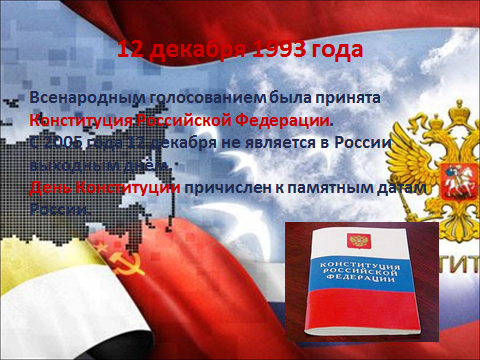 12 декабря 1993 года
Всенародным голосованием была принята
Конституция Российской Федерации.
С 2005 года 12 декабря не является в России
выходным днём.
День Конституции причислен к памятным датам
России.
КОНСТИТУЦИЯ
РОССИЙСКОЙ
ФЕДЕРАЦИИ